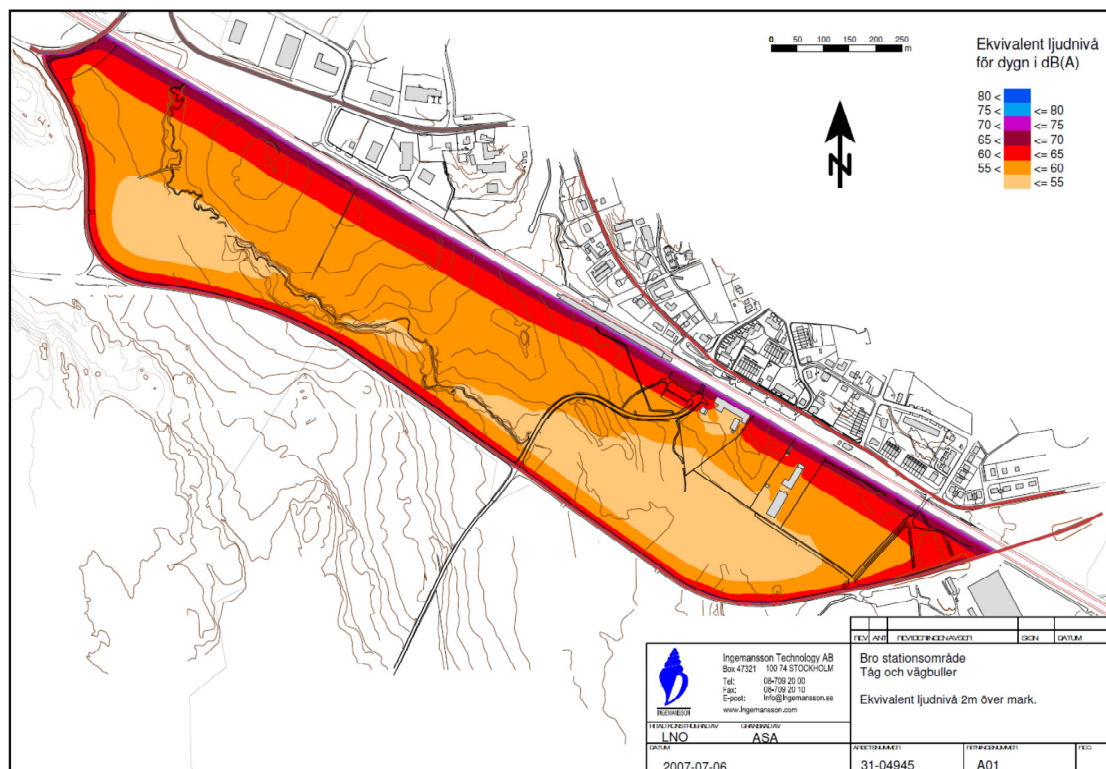 0 50 100 150 200 250
m
Ekvivalent ljudnivå
för dygn i dB(A)
80 <
75 < <= 80
70 < <= 75
65 < <= 70
60 < <= 65
55 < <= 60
<= 55
N
Ingemansson Technology AB
Box 47321 100 74 STOCKHOLM
Tel: 08-709 20 00
Fax: 08-709 20 10
E-post: info@ingemansson.se
www.ingemansson.com
INGEMANSSON
LNO ASA
DATUM
2007-07-06
REV ANT SIGN DATUM
Bro stationsområde
Tåg och vägbuller
Ekvivalent ljudnivå 2m över mark.
ARBETSNUMMER RITNINGSNUMMER
31-04945 A01